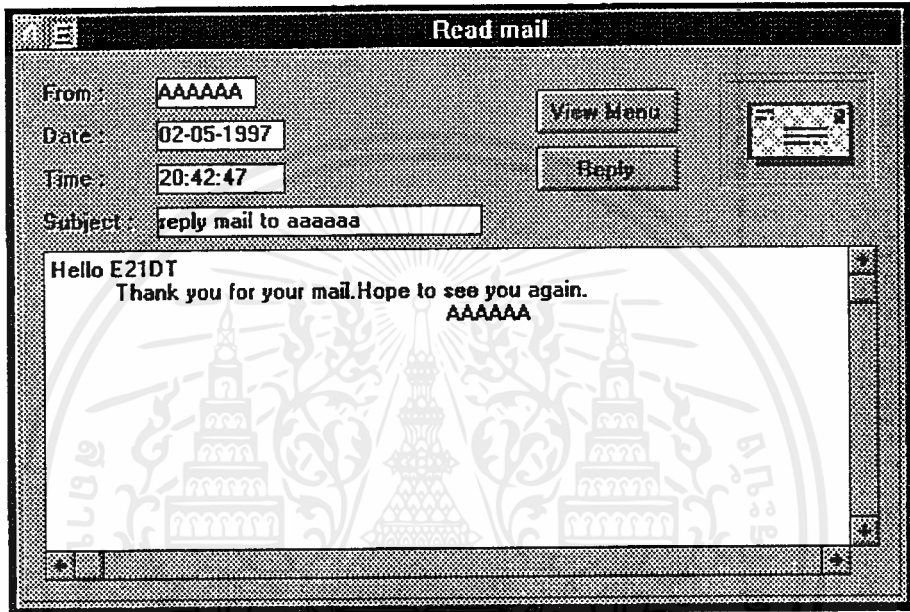 Read mail
From : AAAAAA
Date : 02-05-1997
Time : 20:42:47
Subject : reply mail to aaaaaa
View Menu
Reply
Hello E21DT
Thank you for your mail.Hope to see you again.
AAAAAA